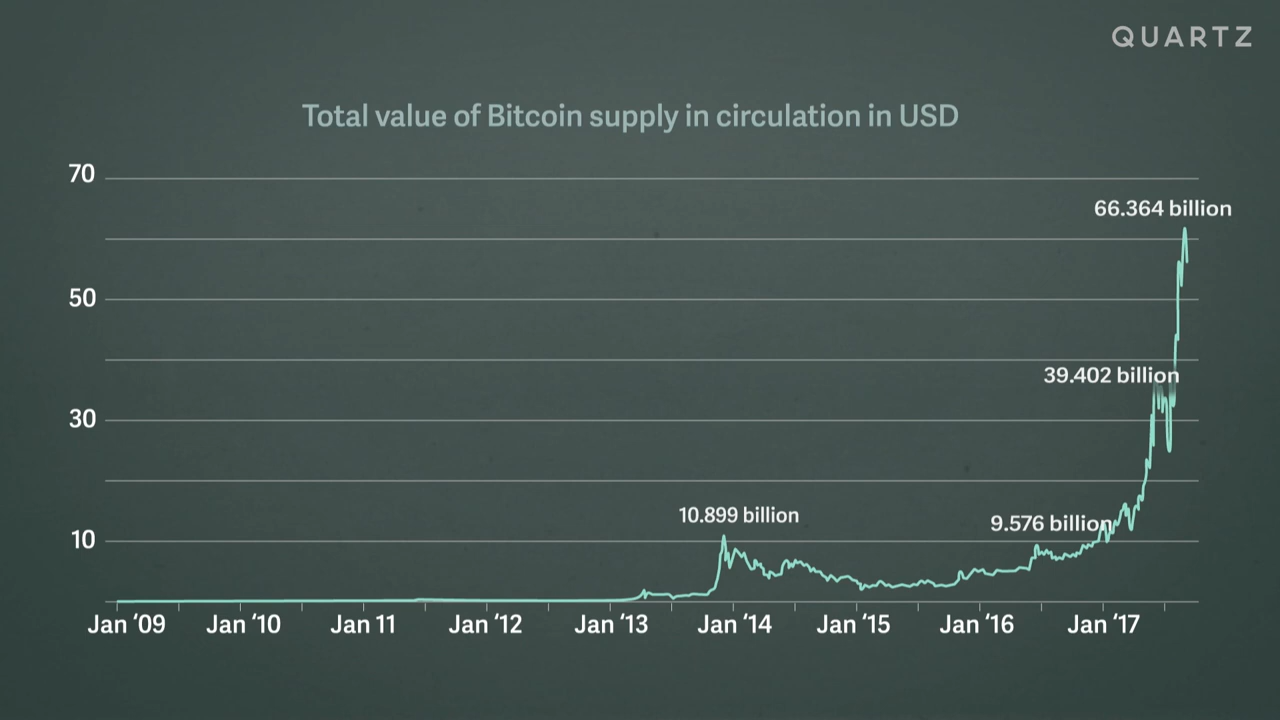 QUARTZ
Total value of Bitcoin supply in circulation in USD
70
66.364 billion
50
39.402 billion
30
10.899 billion
9.576 billion
10
Jan '09 Jan '10 Jan '11 Jan '12 Jan '13 Jan '14 Jan '15 Jan '16 Jan '17